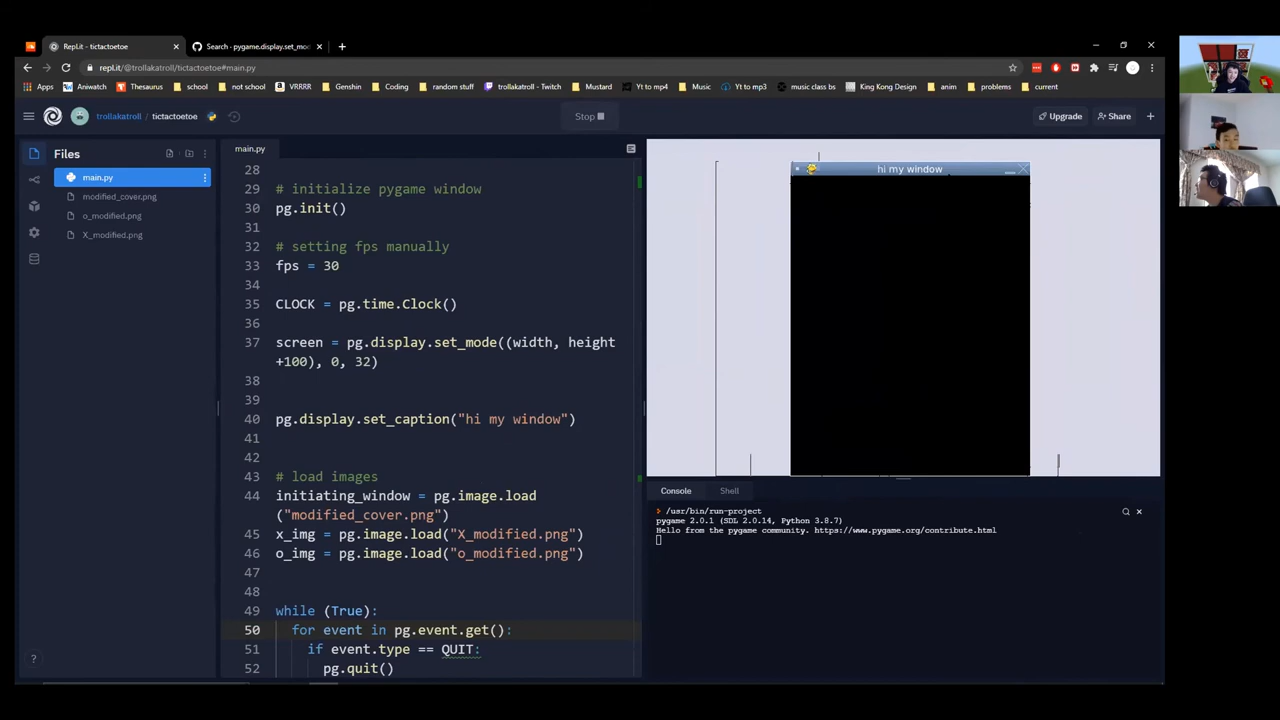 Repl.it - tictactoetoe
Search · pygame.display.set_mo
repl.it/@trollakatroll/tictactoetoe#main.py
Apps
Aniwatch
Thesaurus
school
not school
VRRRR
Genshin
Coding
random stuff
trollakatroll - Twitch
Mustard
Yt to mp4
Music
Yt to mp3
music class bs
King Kong Design
anim
problems
current
trollakatroll / tictactoetoe
Stop
Upgrade
Share
Files
main.py
modified_cover.png
o_modified.png
X_modified.png
main.py
28
29 # initialize pygame window
30 pg.init()
31
32 # setting fps manually
33 fps = 30
34
35 CLOCK = pg.time.Clock()
36
37 screen = pg.display.set_mode((width, height
+100), 0, 32)
38
39
40 pg.display.set_caption("hi my window")
41
42
43 # load images
44 initiating_window = pg.image.load
("modified_cover.png")
45 x_img = pg.image.load("X_modified.png")
46 o_img = pg.image.load("o_modified.png")
47
48
49 while (True):
50 for event in pg.event.get():
51 if event.type == QUIT:
52 pg.quit()
hi my window
Console
Shell
/usr/bin/run-project
pygame 2.0.1 (SDL 2.0.14, Python 3.8.7)
Hello from the pygame community. https://www.pygame.org/contribute.html
?